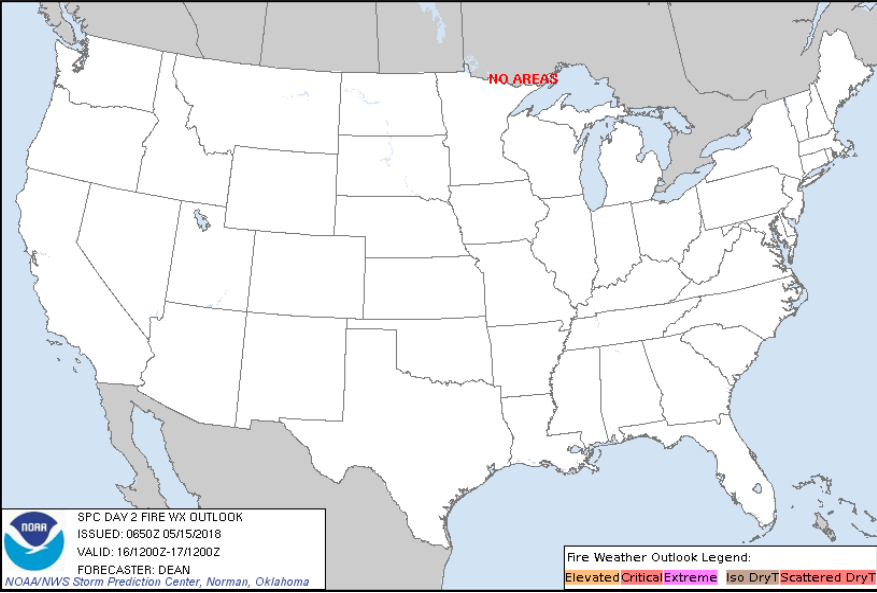 NO AREAS
NOAA
SPC DAY 2 FIRE WX OUTLOOK
ISSUED: 0650Z 05/15/2018
VALID: 16/1200Z-17/1200Z
FORECASTER: DEAN
NOAA/NWS Storm Prediction Center, Norman, Oklahoma
Fire Weather Outlook Legend:
Elevated Critical Extreme Iso DryT Scattered DryT